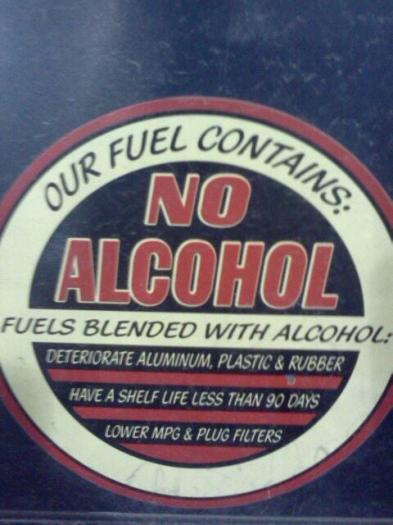 OUR FUEL CONTAINS:
NO
ALCOHOL
FUELS BLENDED WITH ALCOHOL:
DETERIORATE ALUMINUM, PLASTIC & RUBBER
HAVE A SHELF LIFE LESS THAN 90 DAYS
LOWER MPG & PLUG FILTERS